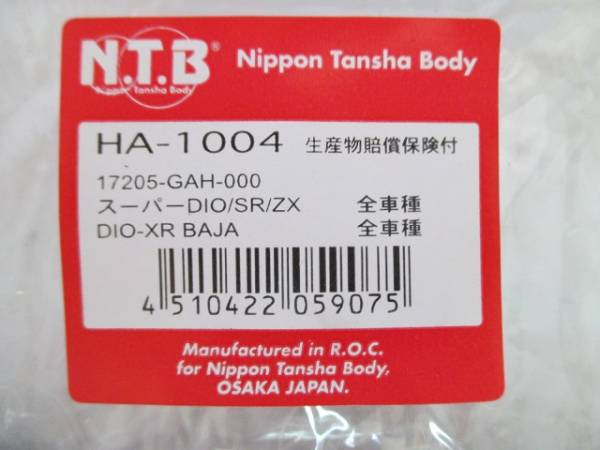 N.T.B® Nippon Tansha Body
Nippon Tansha Body
HA-1004 生産物賠償保険付
17205-GAH-000
スーパーDIO/SR/ZX 全車種
DIO-XR BAJA 全車種
4 510422 059075
Manufactured in R.O.C.
for Nippon Tansha Body,
OSAKA JAPAN.